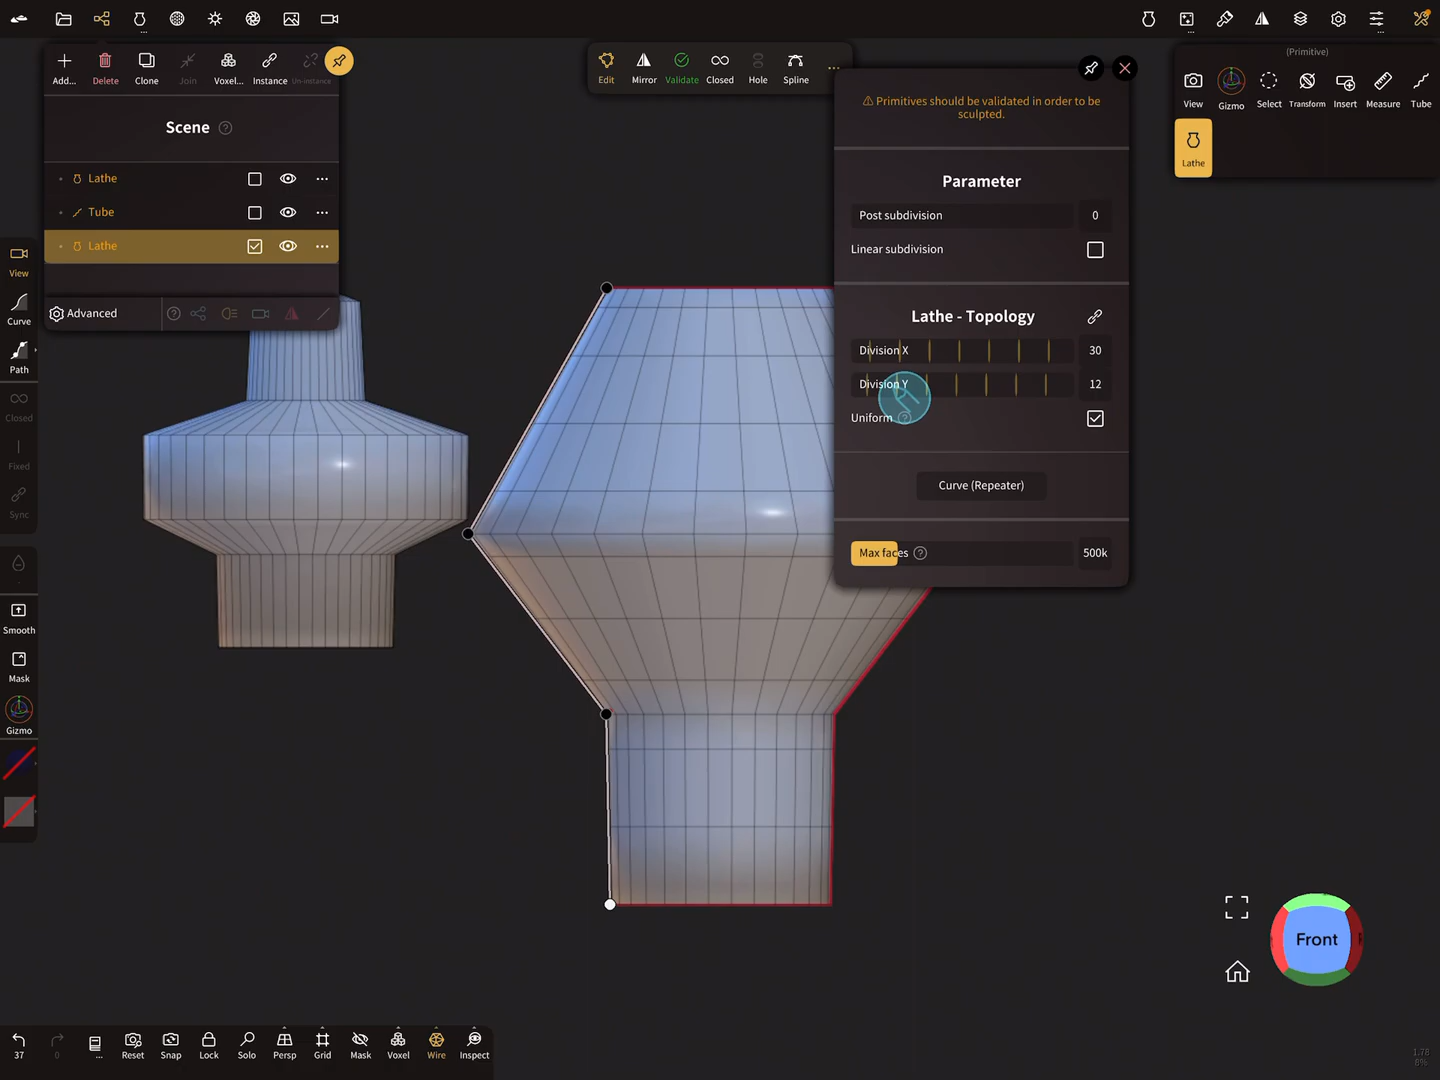 Add...
Delete
Clone
Join
Voxel...
Instance
Un-instance
Scene
Lathe
Tube
Lathe
Advanced
View
Curve
Path
Closed
Fixed
Sync
Smooth
Mask
Gizmo
Edit
Mirror
Validate
Closed
Hole
Spline
Primitives should be validated in order to be
sculpted.
Parameter
Post subdivision 0
Linear subdivision
Lathe - Topology
Division X 30
Division Y 12
Uniform
Curve (Repeater)
Max faces 500k
(Primitive)
View
Gizmo
Select
Transform
Insert
Measure
Tube
Lathe
Front
37
0
Reset
Snap
Lock
Solo
Persp
Grid
Mask
Voxel
Wire
Inspect
1.78
8%